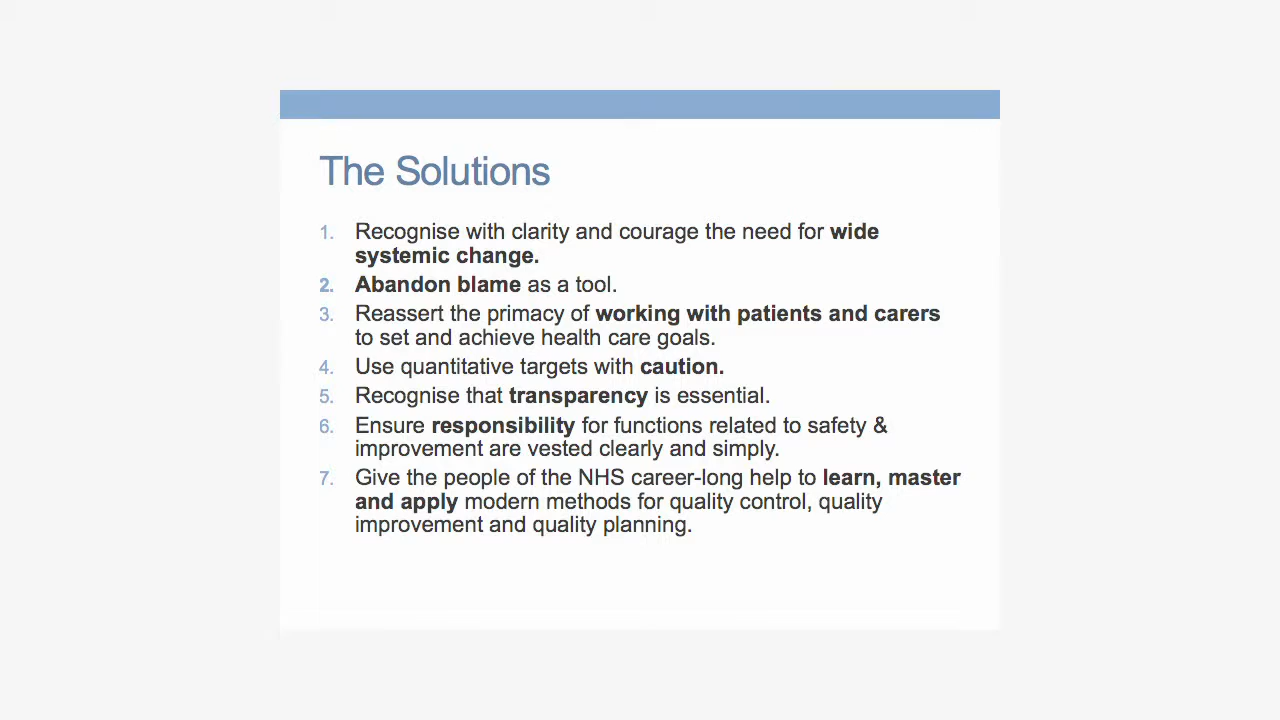 The Solutions
1. Recognise with clarity and courage the need for wide
systemic change.
2. Abandon blame as a tool.
3. Reassert the primacy of working with patients and carers
to set and achieve health care goals.
4. Use quantitative targets with caution.
5. Recognise that transparency is essential.
6. Ensure responsibility for functions related to safety &
improvement are vested clearly and simply.
7. Give the people of the NHS career-long help to learn, master
and apply modern methods for quality control, quality
improvement and quality planning.